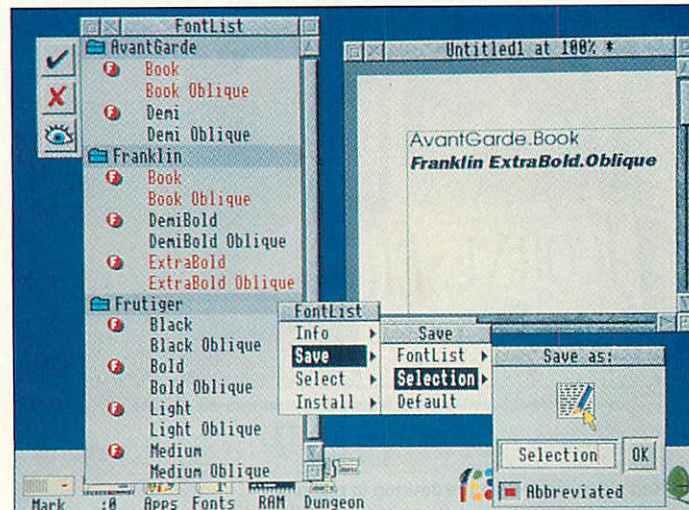 FontList
AvantGarde
Book
Book Oblique
Demi
Demi Oblique
Franklin
Book
Book Oblique
DemiBold
DemiBold Oblique
ExtraBold
ExtraBold Oblique
Frutiger
Black
Black Oblique
Bold
Bold Oblique
Light
Light Oblique
Medium
Medium Oblique
Untitled1 at 100% *
AvantGarde.Book
Franklin ExtraBold.Oblique
FontList
Info
Save
Select
Install
Save
FontList
Selection
Default
Save as:
Selection
OK
Abbreviated
Mark
:0
Apps
Fonts
RAM
Dungeon